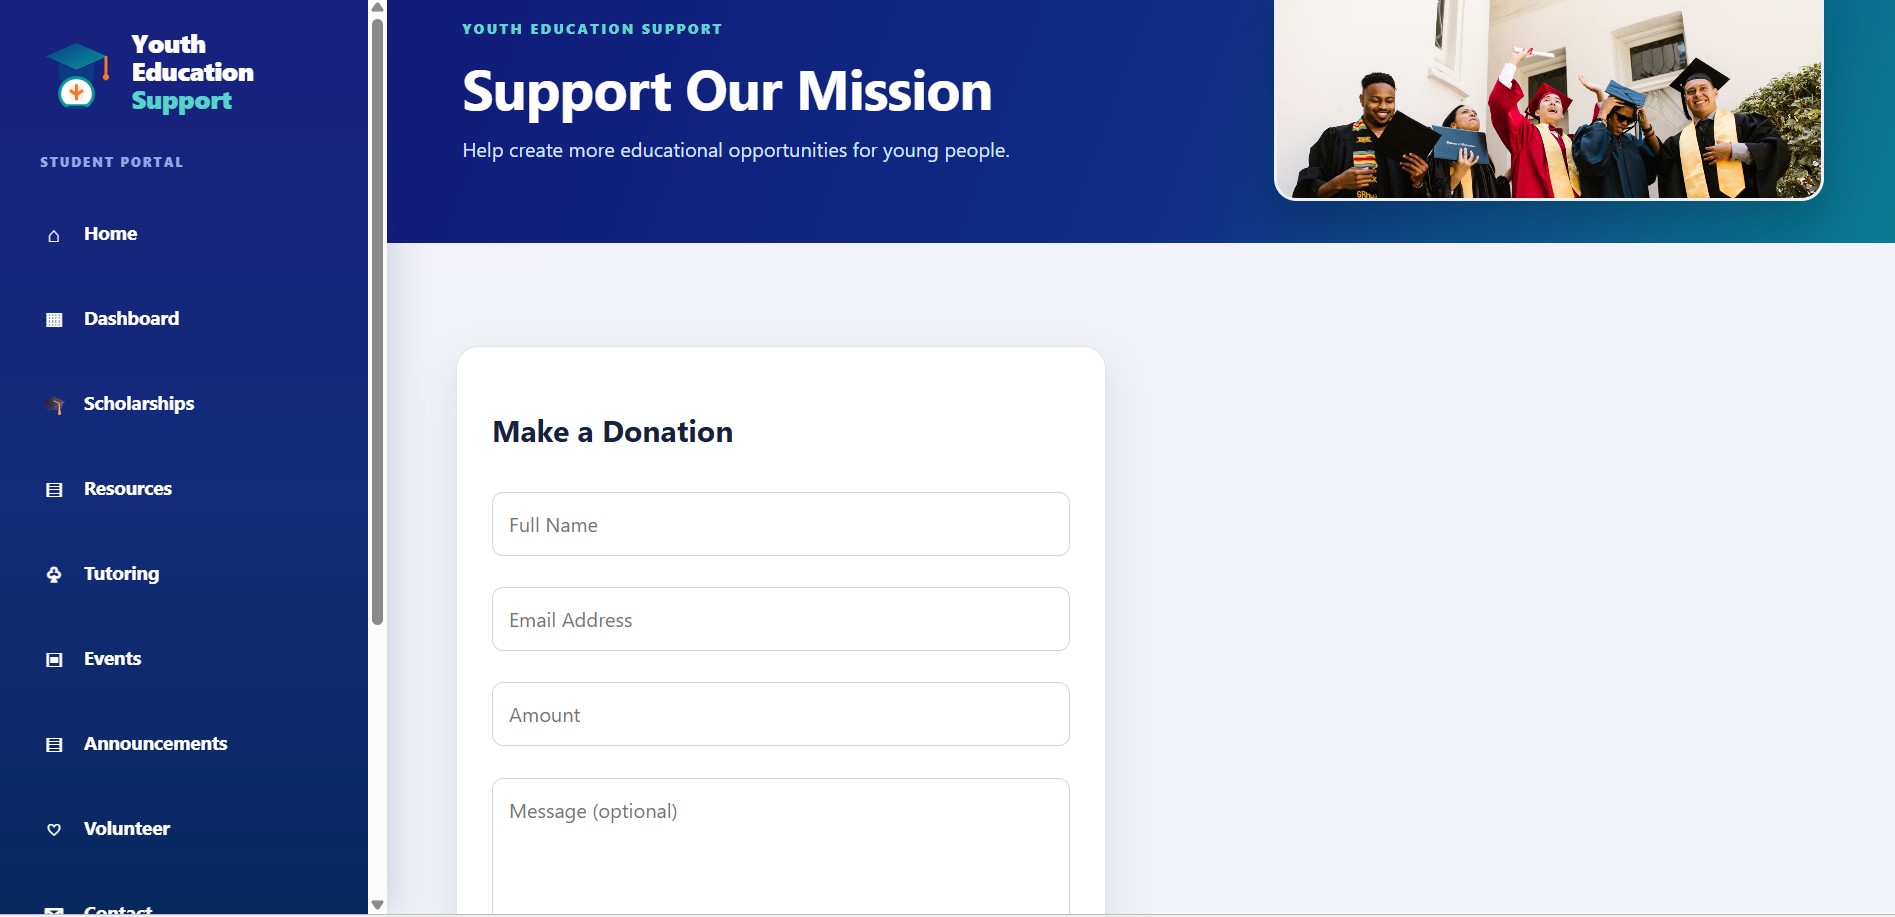 Youth
Education
Support
STUDENT PORTAL
Home
Dashboard
Scholarships
Resources
Tutoring
Events
Announcements
Volunteer
Contact
YOUTH EDUCATION SUPPORT
Support Our Mission
Help create more educational opportunities for young people.
Make a Donation
Full Name
Email Address
Amount
Message (optional)